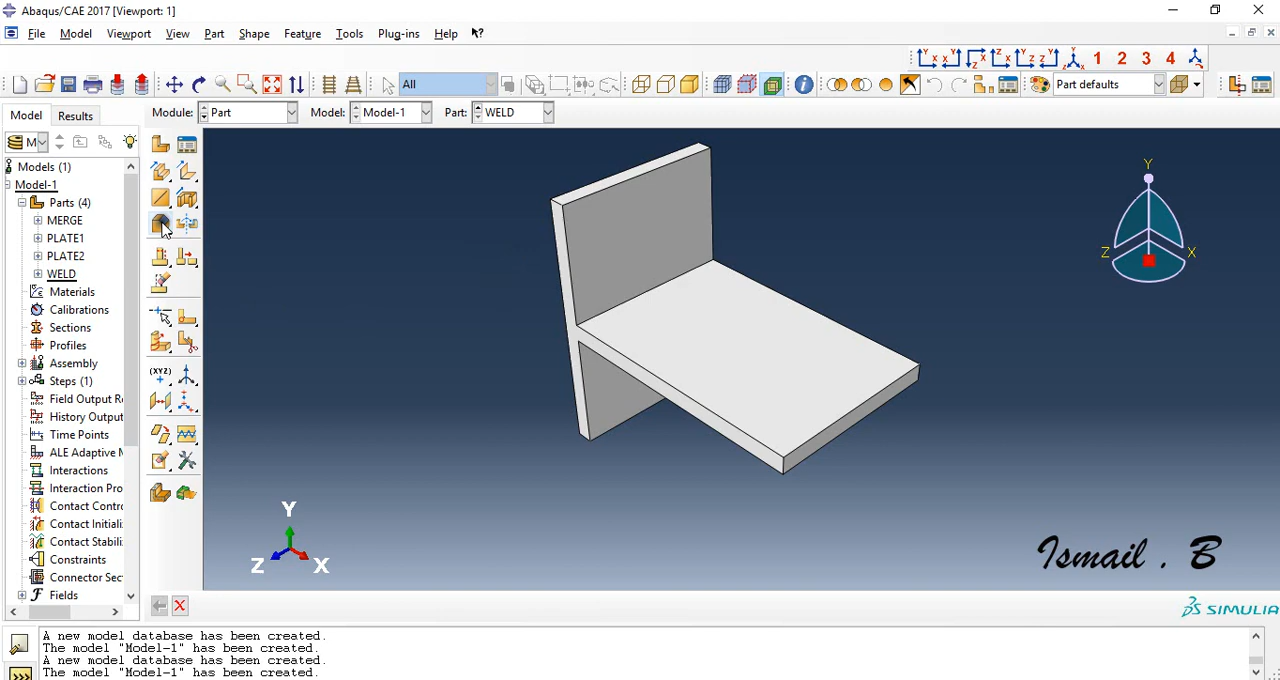 Abaqus/CAE 2017 [Viewport: 1]
File Model Viewport View Part Shape Feature Tools Plug-ins Help
1 2 3 4
All
Part defaults
Model Results
Module: Part Model: Model-1 Part: WELD
M
Models (1)
Model-1
Parts (4)
MERGE
PLATE1
PLATE2
WELD
Materials
Calibrations
Sections
Profiles
Assembly
Steps (1)
Field Output R
History Output
Time Points
ALE Adaptive M
Interactions
Interaction Pro
Contact Contr
Contact Initiali
Contact Stabili
Constraints
Connector Sec
Fields
(XYZ)
Y
Z X
Y
Z X
Ismail . B
SIMULIA
A new model database has been created.
The model "Model-1" has been created.
A new model database has been created.
The model "Model-1" has been created.